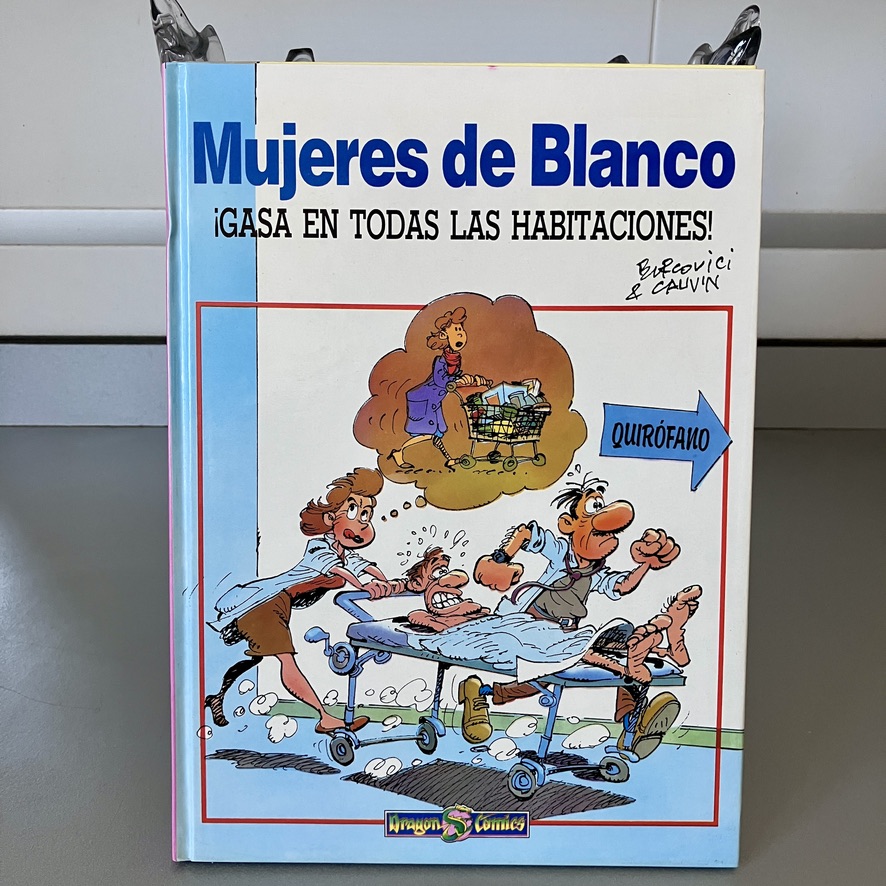 Mujeres de Blanco
¡GASA EN TODAS LAS HABITACIONES!
BERCOVICI
& CAUVIN
QUIRÓFANO
Dragon Comics